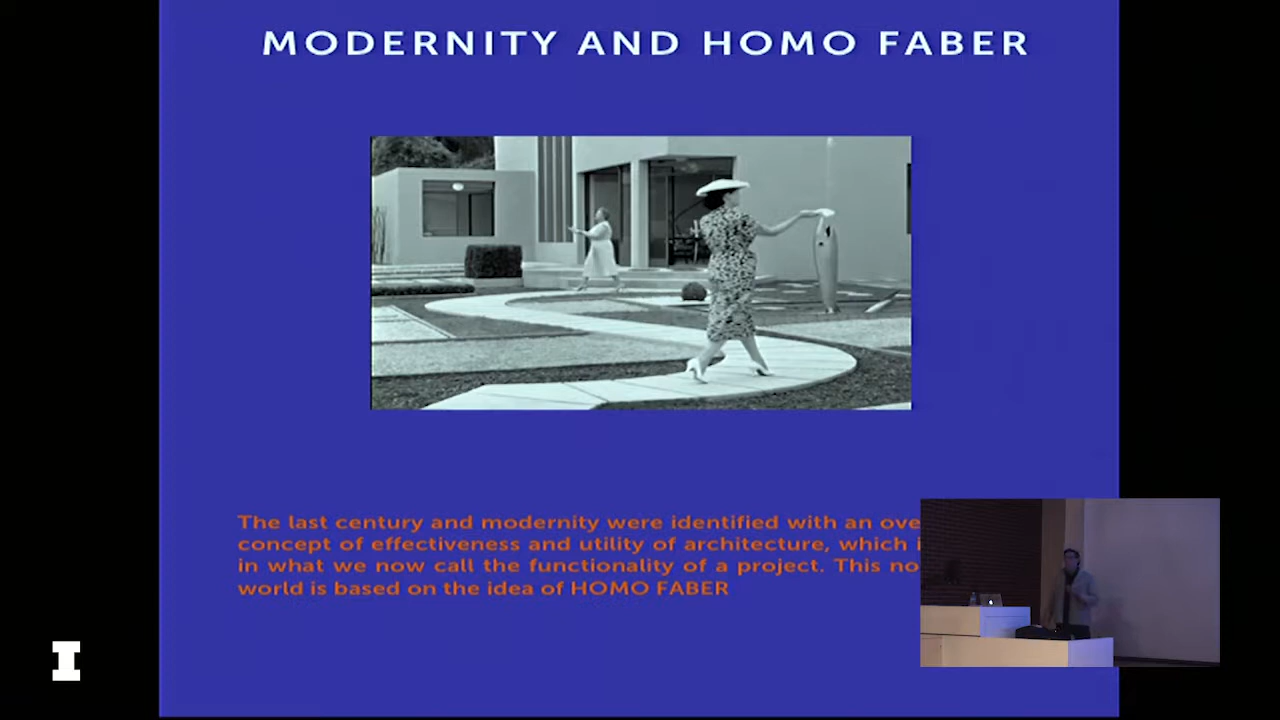 MODERNITY AND HOMO FABER
The last century and modernity were identified with an ove
concept of effectiveness and utility of architecture, which i
in what we now call the functionality of a project. This no
world is based on the idea of HOMO FABER
I